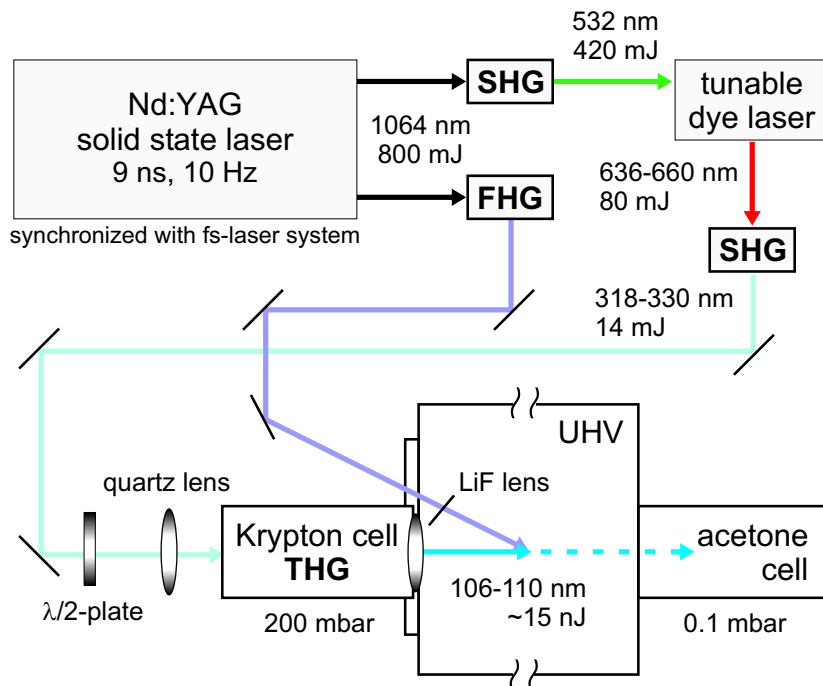 532 nm
420 mJ
Nd:YAG
solid state laser
9 ns, 10 Hz
SHG
tunable
dye laser
1064 nm
800 mJ
636-660 nm
80 mJ
FHG
synchronized with fs-laser system
SHG
318-330 nm
14 mJ
UHV
quartz lens
LiF lens
Krypton cell
THG
acetone
cell
106-110 nm
~15 nJ
λ/2-plate
200 mbar
0.1 mbar